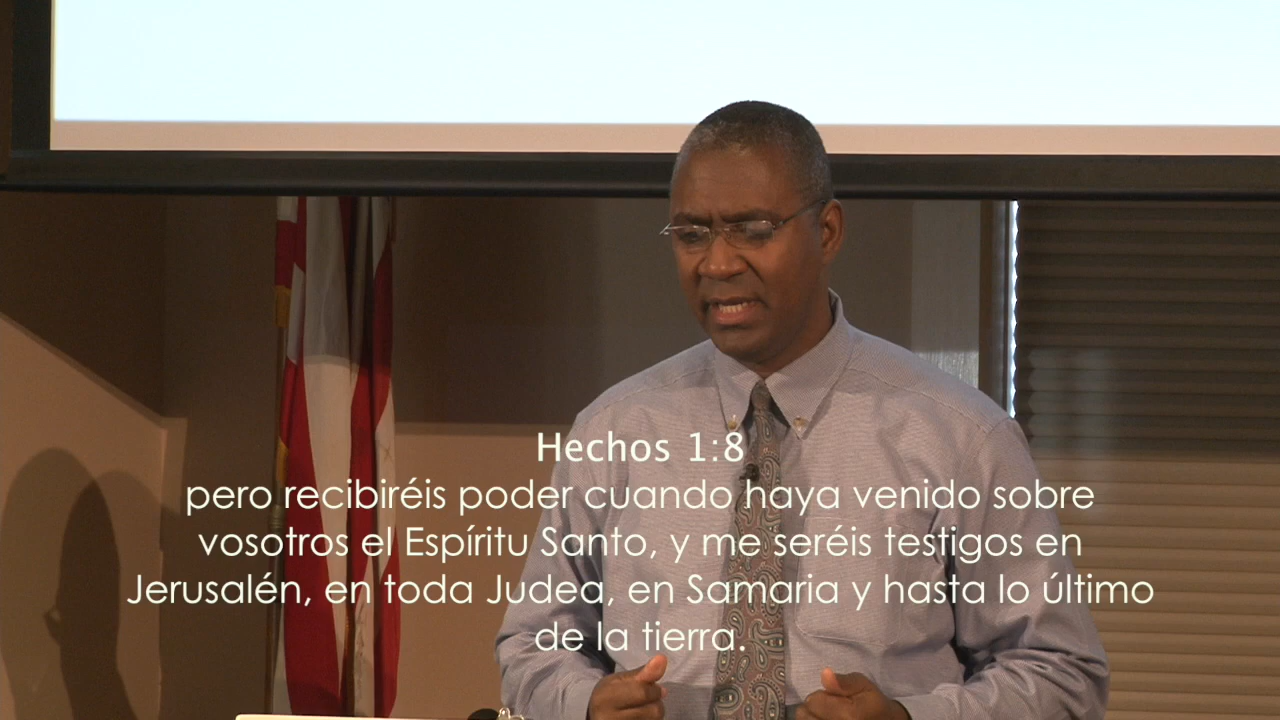 Hechos 1:8
pero recibiréis poder cuando haya venido sobre
vosotros el Espíritu Santo, y me seréis testigos en
Jerusalén, en toda Judea, en Samaria y hasta lo último
de la tierra.